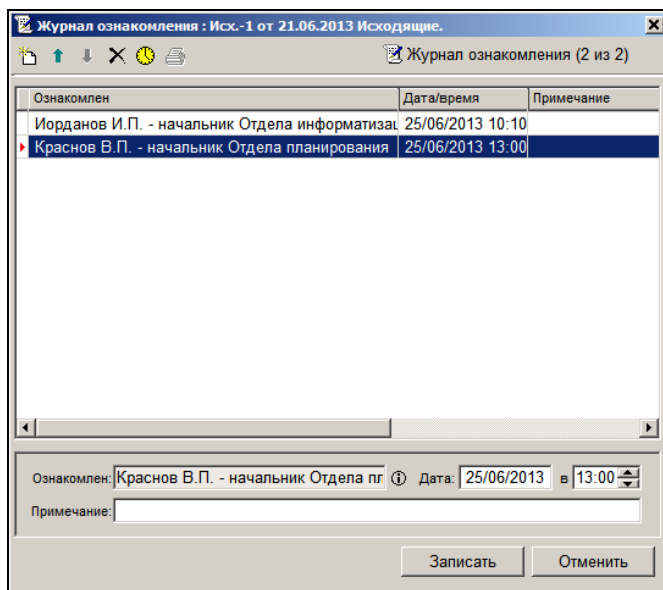 Журнал ознакомления : Исх.-1 от 21.06.2013 Исходящие.
Журнал ознакомления (2 из 2)
Ознакомлен Дата/время Примечание
Иорданов И.П. - начальник Отдела информатизац 25/06/2013 10:10
Краснов В.П. - начальник Отдела планирования 25/06/2013 13:00
Ознакомлен: Краснов В.П. - начальник Отдела пл Дата: 25/06/2013 в 13:00
Примечание:
Записать Отменить